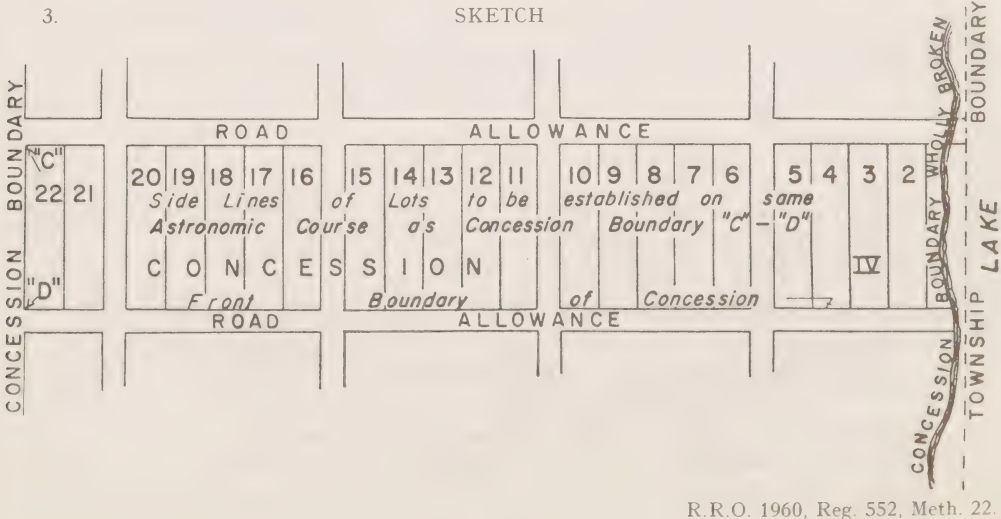 3.
SKETCH
CONCESSION BOUNDARY
"C"
"D"
ROAD ALLOWANCE
22 21 20 19 18 17 16 15 14 13 12 11 10 9 8 7 6 5 4 3 2
Side Lines of Lots to be established on same
Astronomic Course as Concession Boundary "C" - "D"
CONCESSION IV
Front Boundary of Concession
ROAD ALLOWANCE
CONCESSION BOUNDARY WHOLLY BROKEN
TOWNSHIP BOUNDARY
LAKE
R.R.O. 1960, Reg. 552, Meth. 22.